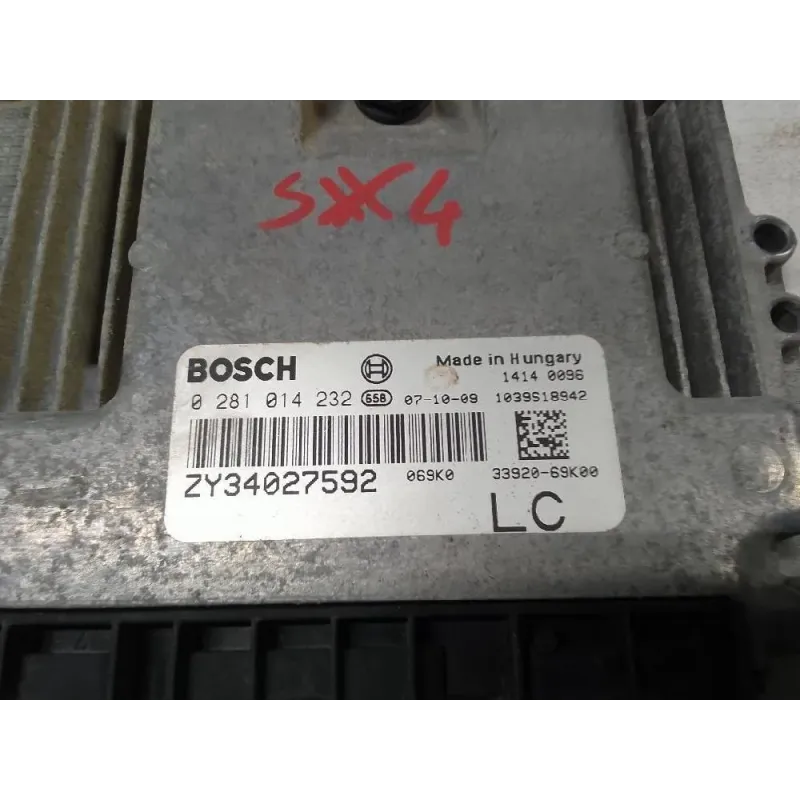 SX4
BOSCH Made in Hungary
1414 0096
0 281 014 232 658 07-10-09 1039S18942
ZY34027592 069K0 33920-69K00
LC